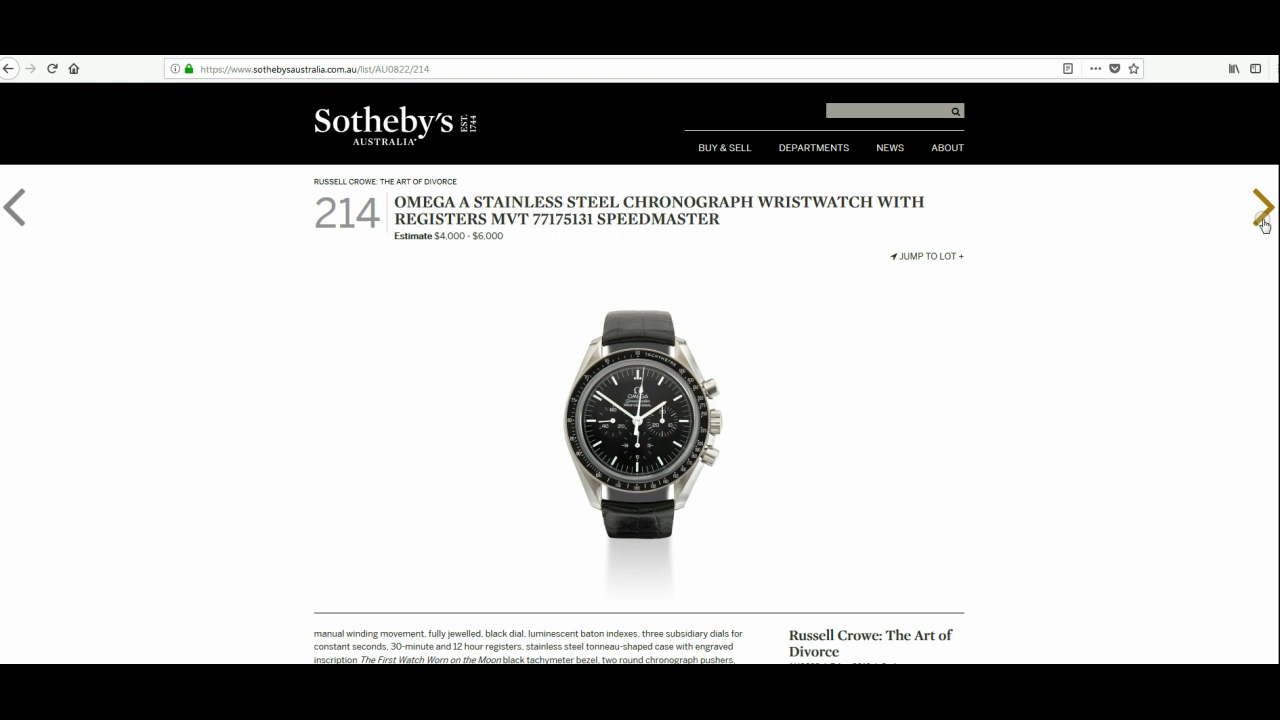 https://www.sothebysaustralia.com.au/list/AU0822/214
Sotheby's EST. 1744
AUSTRALIA
BUY & SELL DEPARTMENTS NEWS ABOUT
RUSSELL CROWE: THE ART OF DIVORCE
214
OMEGA A STAINLESS STEEL CHRONOGRAPH WRISTWATCH WITH
REGISTERS MVT 77175131 SPEEDMASTER
Estimate $4,000 - $6,000
JUMP TO LOT +
TACHYMETRE
OMEGA
Speedmaster
PROFESSIONAL
manual winding movement, fully jewelled, black dial, luminescent baton indexes, three subsidiary dials for
constant seconds, 30-minute and 12 hour registers, stainless steel tonneau-shaped case with engraved
inscription The First Watch Worn on the Moon black tachymeter bezel, two round chronograph pushers,
Russell Crowe: The Art of
Divorce